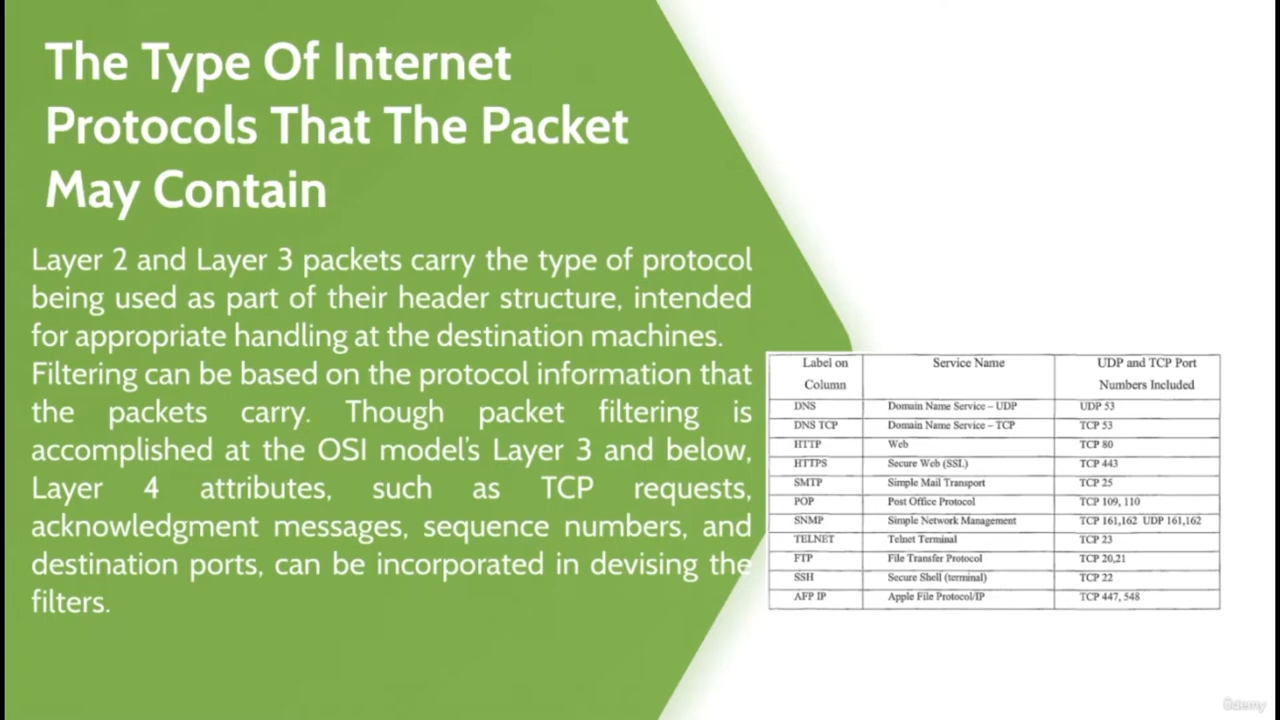 The Type Of Internet
Protocols That The Packet
May Contain
Layer 2 and Layer 3 packets carry the type of protocol
being used as part of their header structure, intended
for appropriate handling at the destination machines.
Filtering can be based on the protocol information that
the packets carry. Though packet filtering is
accomplished at the OSI model's Layer 3 and below,
Layer 4 attributes, such as TCP requests,
acknowledgment messages, sequence numbers, and
destination ports, can be incorporated in devising the
filters.
Label on Column Service Name UDP and TCP Port Numbers Included
DNS Domain Name Service – UDP UDP 53
DNS TCP Domain Name Service – TCP TCP 53
HTTP Web TCP 80
HTTPS Secure Web (SSL) TCP 443
SMTP Simple Mail Transport TCP 25
POP Post Office Protocol TCP 109, 110
SNMP Simple Network Management TCP 161,162 UDP 161,162
TELNET Telnet Terminal TCP 23
FTP File Transfer Protocol TCP 20,21
SSH Secure Shell (terminal) TCP 22
AFP IP Apple File Protocol/IP TCP 447, 548
Udemy